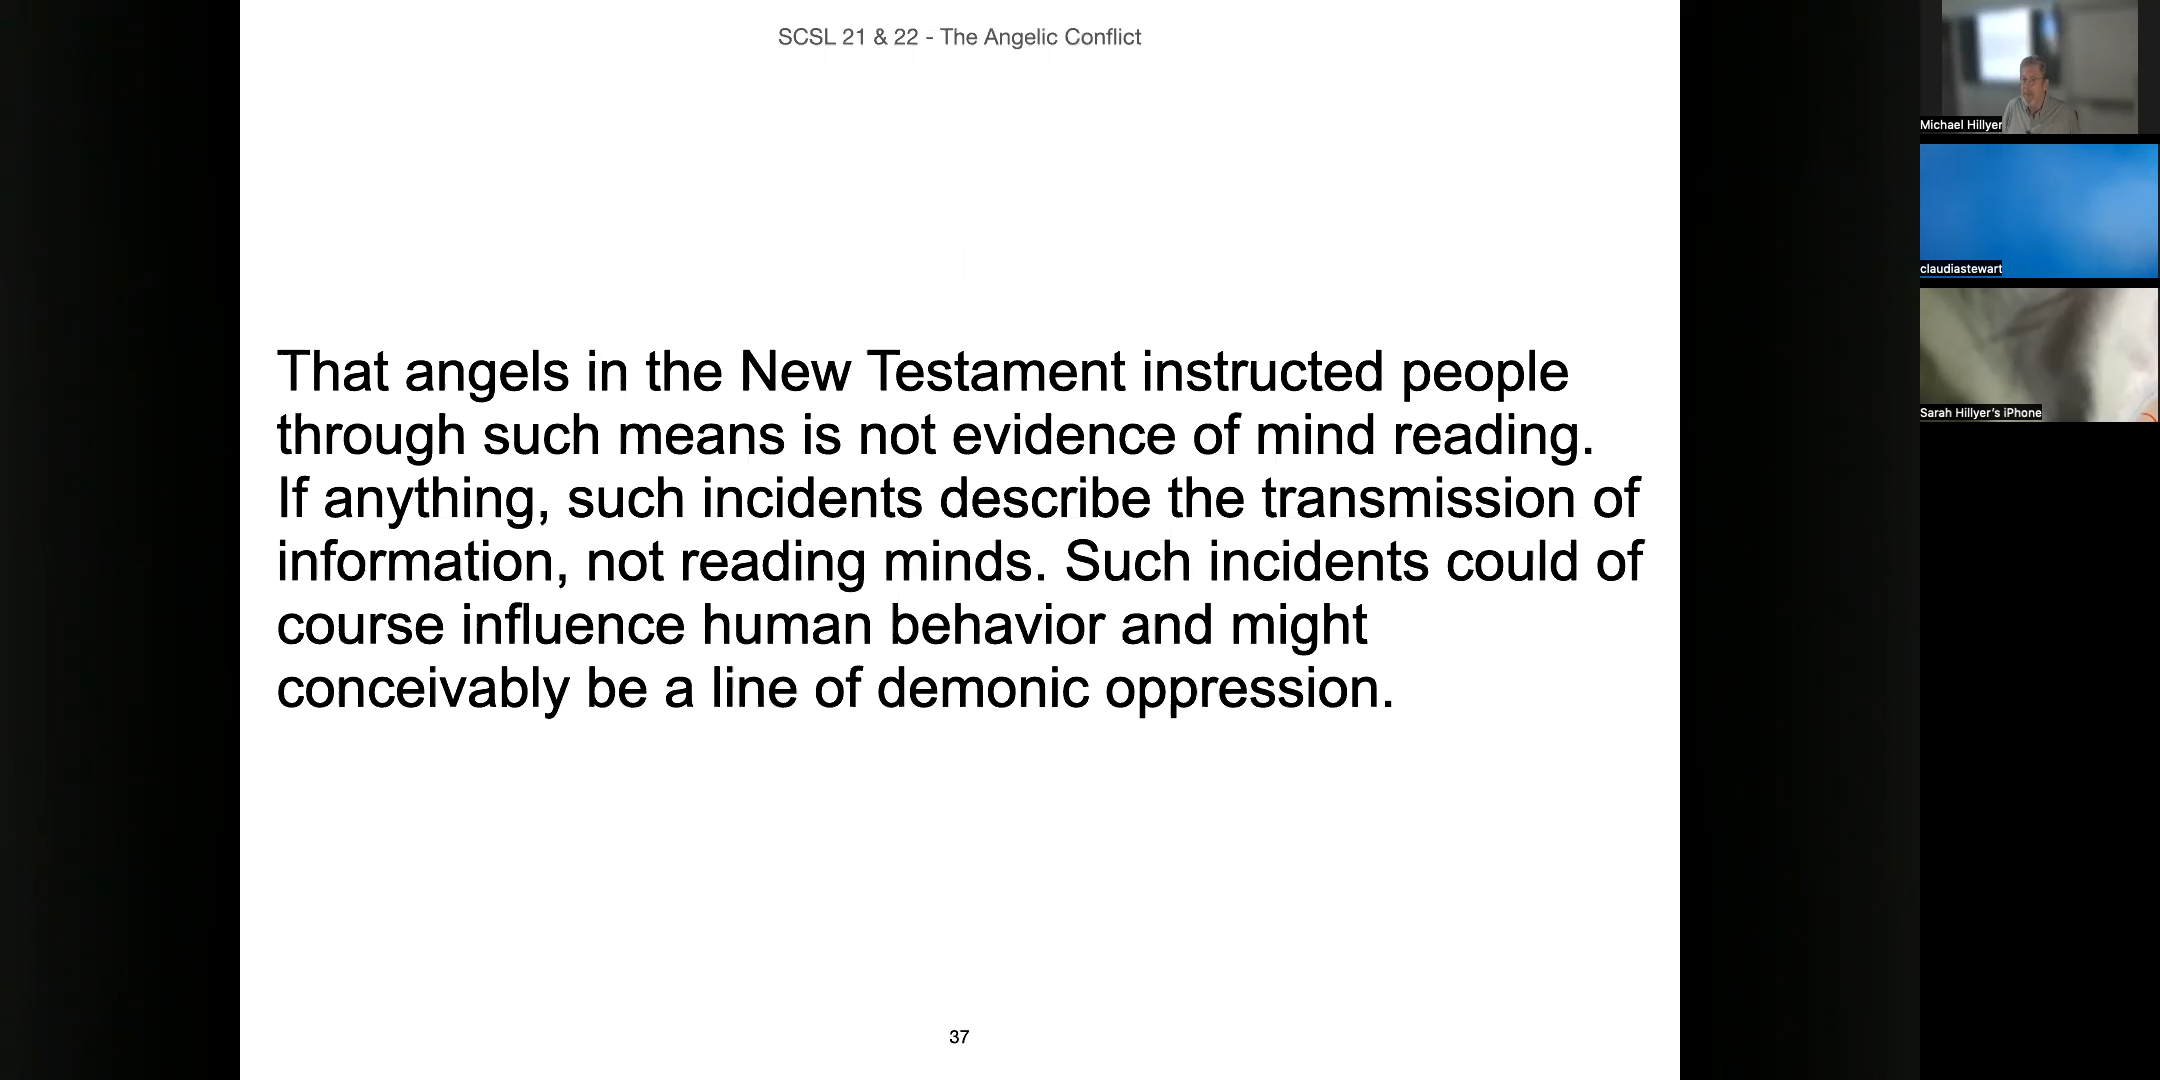 SCSL 21 & 22 - The Angelic Conflict
That angels in the New Testament instructed people
through such means is not evidence of mind reading.
If anything, such incidents describe the transmission of
information, not reading minds. Such incidents could of
course influence human behavior and might
conceivably be a line of demonic oppression.
37
Michael Hillyer
claudiastewart
Sarah Hillyer's iPhone